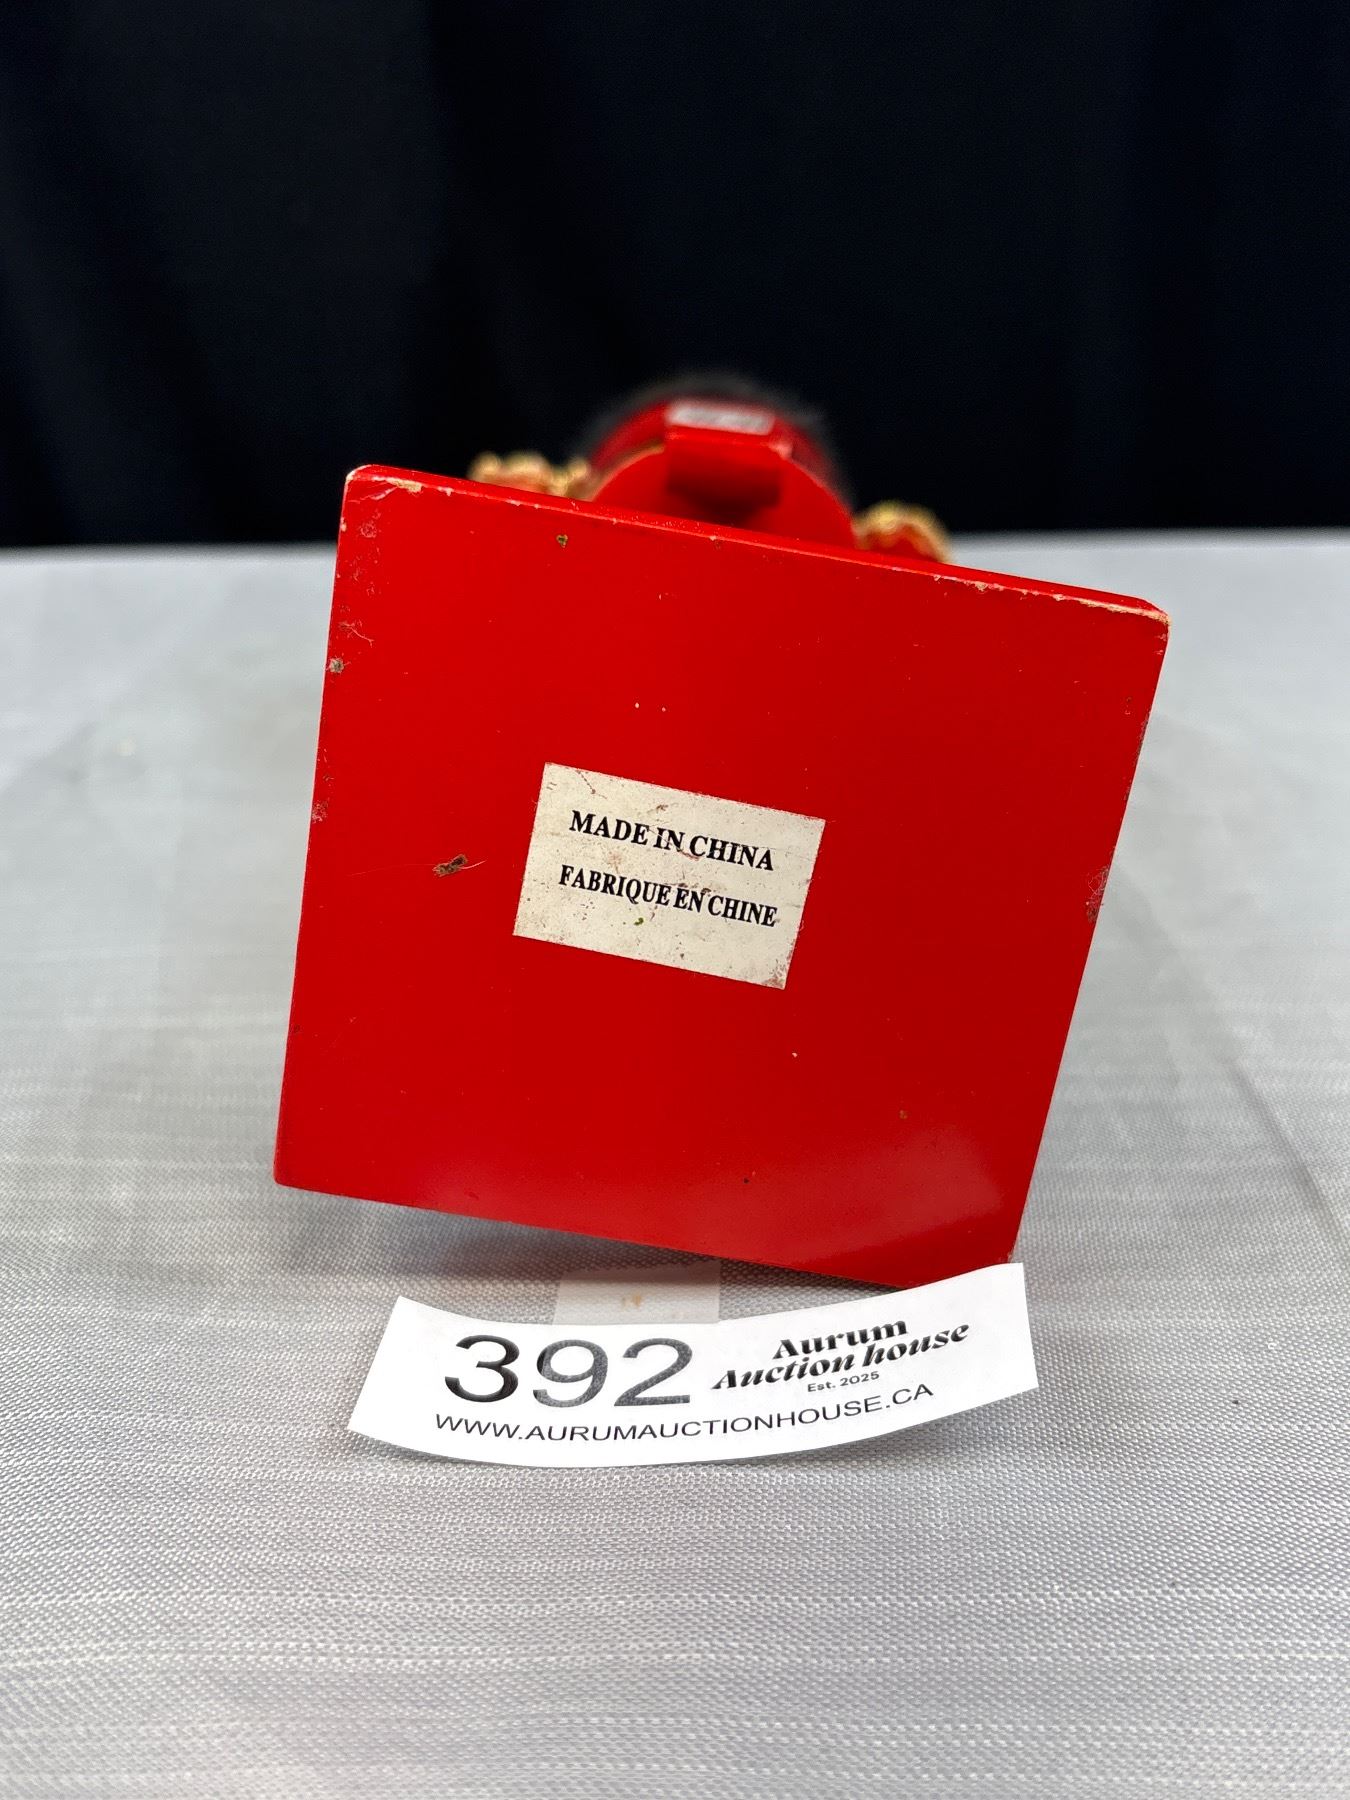 MADE IN CHINA
FABRIQUE EN CHINE
392
Aurum
Auction house
Est. 2025
WWW.AURUMAUCTIONHOUSE.CA